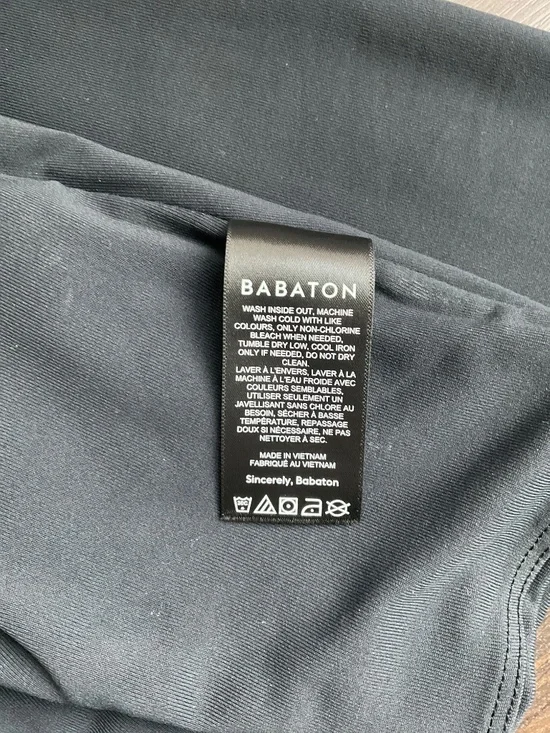 BABATON
WASH INSIDE OUT, MACHINE
WASH COLD WITH LIKE
COLOURS, ONLY NON-CHLORINE
BLEACH WHEN NEEDED,
TUMBLE DRY LOW, COOL IRON
ONLY IF NEEDED, DO NOT DRY
CLEAN.
LAVER À L'ENVERS, LAVER À LA
MACHINE À L'EAU FROIDE AVEC
COULEURS SEMBLABLES,
UTILISER SEULEMENT UN
JAVELLISANT SANS CHLORE AU
BESOIN, SÉCHER À BASSE
TEMPÉRATURE, REPASSAGE
DOUX SI NÉCESSAIRE, NE PAS
NETTOYER À SEC.
MADE IN VIETNAM
FABRIQUÉ AU VIETNAM
Sincerely, Babaton